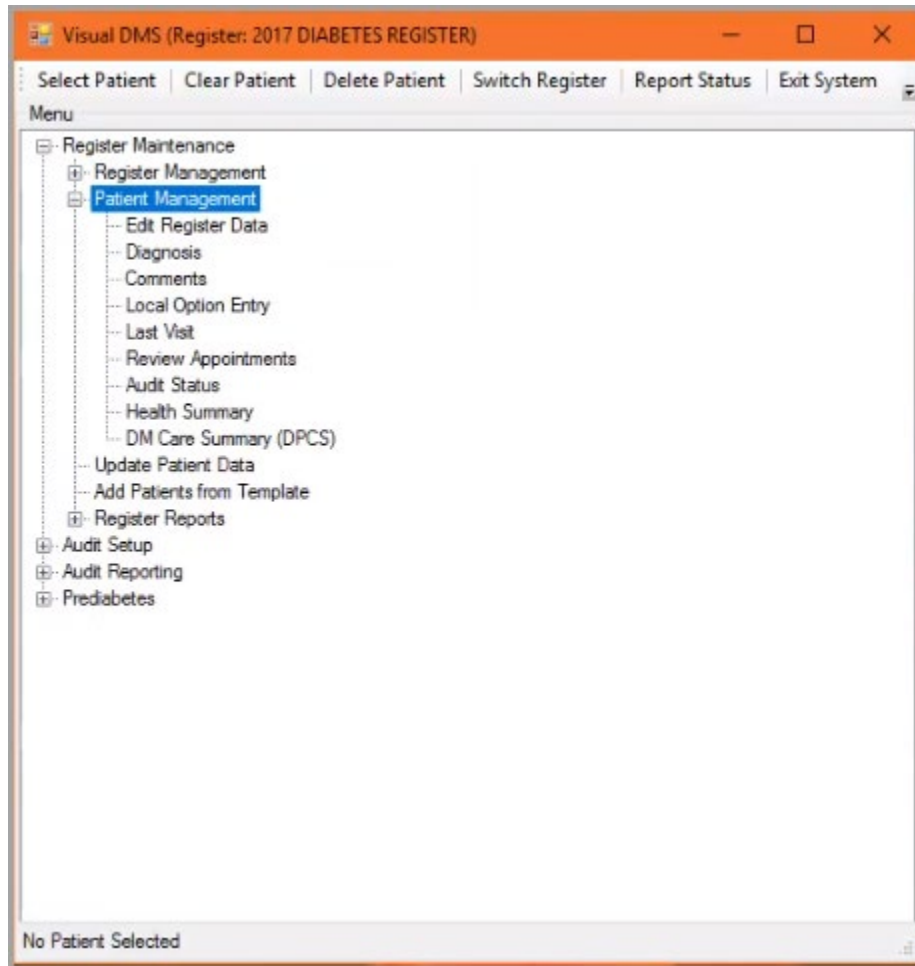 Visual DMS (Register: 2017 DIABETES REGISTER)
Select Patient Clear Patient Delete Patient Switch Register Report Status Exit System
Menu
Register Maintenance
Register Management
Patient Management
Edit Register Data
Diagnosis
Comments
Local Option Entry
Last Visit
Review Appointments
Audit Status
Health Summary
DM Care Summary (DPCS)
Update Patient Data
Add Patients from Template
Register Reports
Audit Setup
Audit Reporting
Prediabetes
No Patient Selected